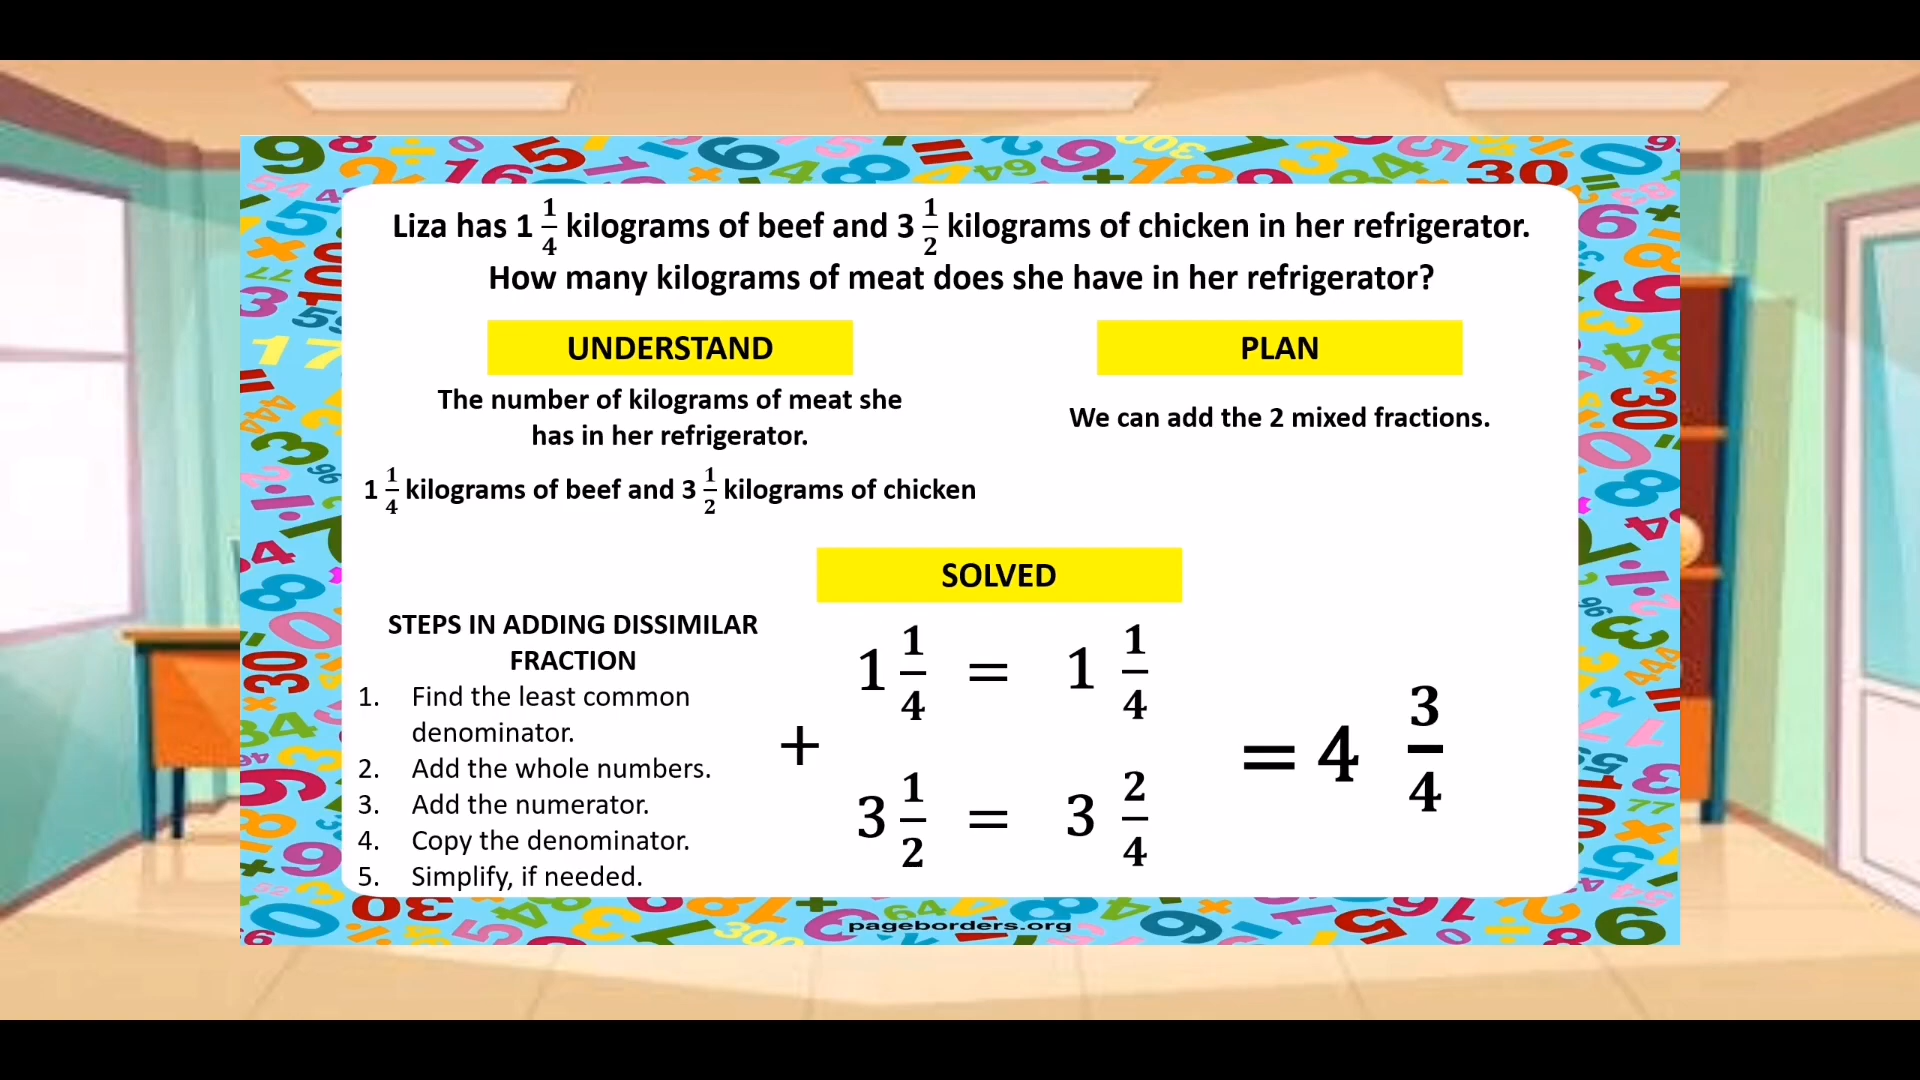 Liza has 1 1/4 kilograms of beef and 3 1/2 kilograms of chicken in her refrigerator.
How many kilograms of meat does she have in her refrigerator?
UNDERSTAND
The number of kilograms of meat she
has in her refrigerator.
1 1/4 kilograms of beef and 3 1/2 kilograms of chicken
PLAN
We can add the 2 mixed fractions.
SOLVED
STEPS IN ADDING DISSIMILAR
FRACTION
1. Find the least common
denominator.
2. Add the whole numbers.
3. Add the numerator.
4. Copy the denominator.
5. Simplify, if needed.
1 1/4 = 1 1/4
+
3 1/2 = 3 2/4
= 4 3/4
pageborders.org